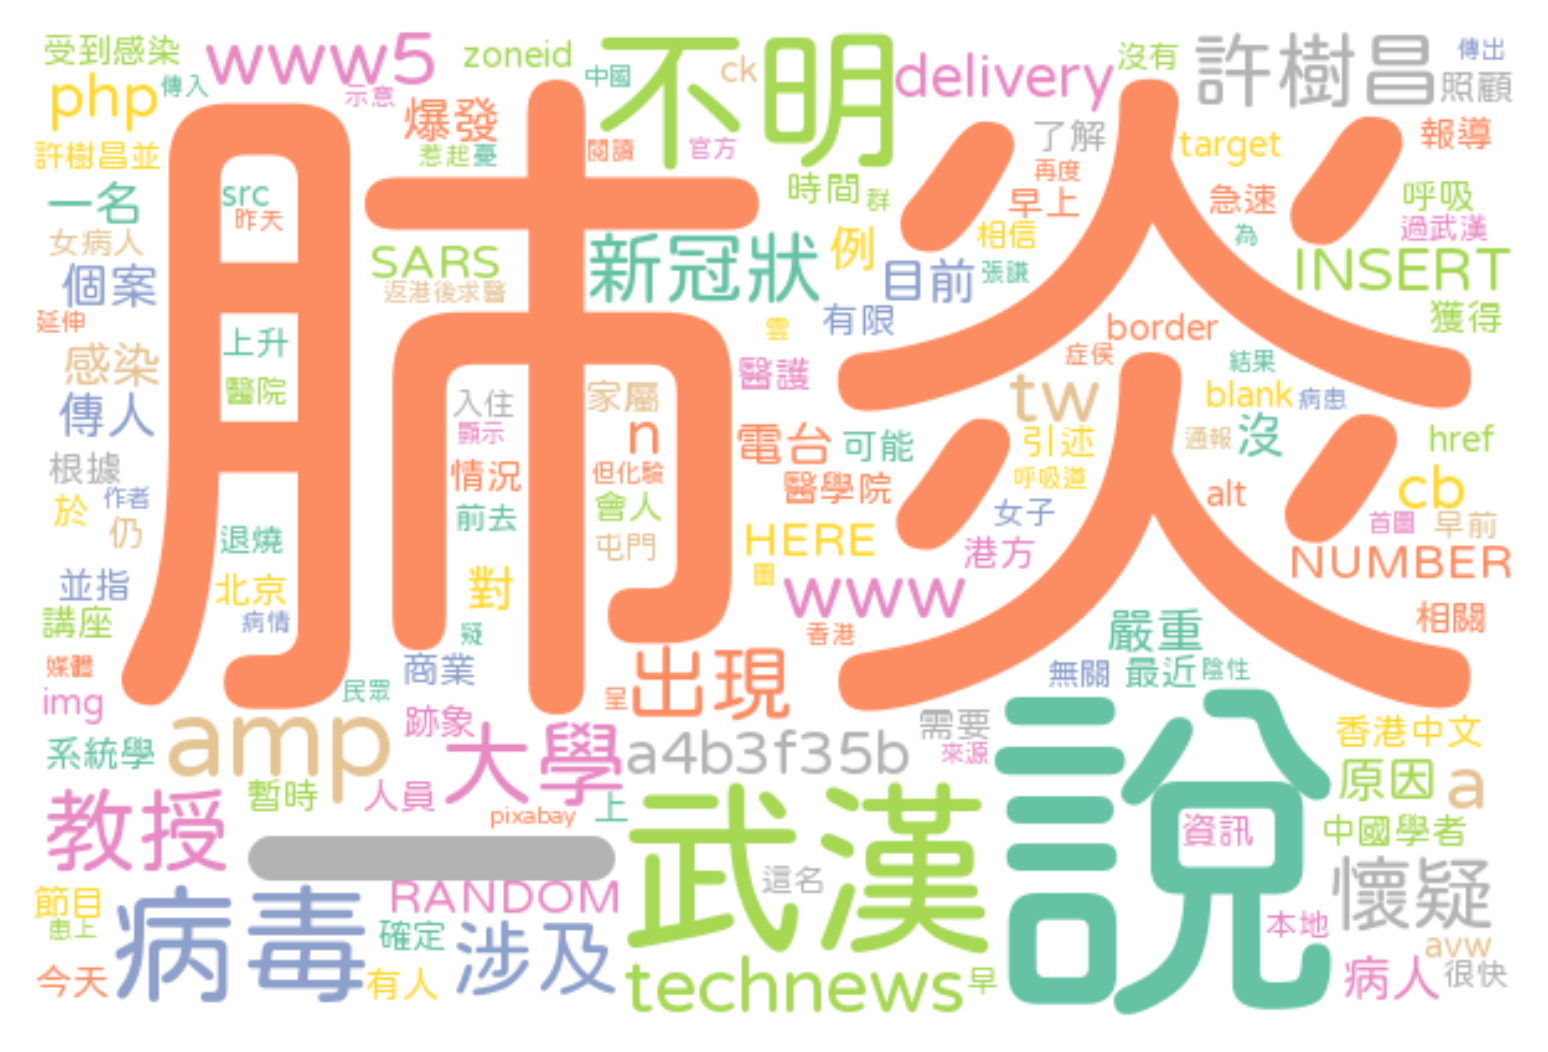 受到感染
www5
zoneid
不明
delivery
沒有
許樹昌
傳出
php
傳入
示意
中國
ck
照顧
爆發
許樹昌並
惹起憂
閱讀
官方
了解
target
報導
一名
src
昨天
時間
群
再度
早上
急速
呼吸
女病人
SARS
新冠狀
例
相信
為
過武漢
個案
返港後求醫
目前
張謙
INSERT
延伸
肺炎
上升
雲
有限
border
獲得
感染
醫院
醫護
症侯
結果
傳人
入住
家屬
tw
blank
病患
顯示
n
電台
可能
引述
通報
沒
href
根據
情況
但化驗
醫學院
呼吸道
alt
cb
於
作者
仍
前去
會人
女子
首圖
早前
退燒
屯門
HERE
港方
NUMBER
並指
北京
對
圖
www
講座
病情
疑
香港
嚴重
相關
媒體
商業
出現
無關
最近
陰性
img
民眾
呈
amp
跡象
大學
a4b3f35b
需要
來源
說
香港中文
系統學
暫時
人員
原因
a
教授
pixabay
上
武漢
資訊
中國學者
一
這名
懷疑
節目
患上
病毒
RANDOM
確定
涉及
本地
avw
今天
有人
technews
早
病人
很快